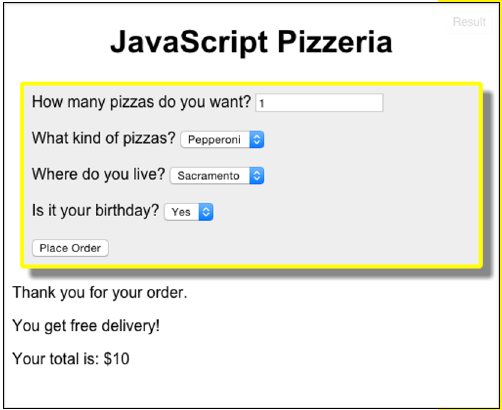 Result
JavaScript Pizzeria
How many pizzas do you want? 1
What kind of pizzas? Pepperoni
Where do you live? Sacramento
Is it your birthday? Yes
Place Order
Thank you for your order.
You get free delivery!
Your total is: $10